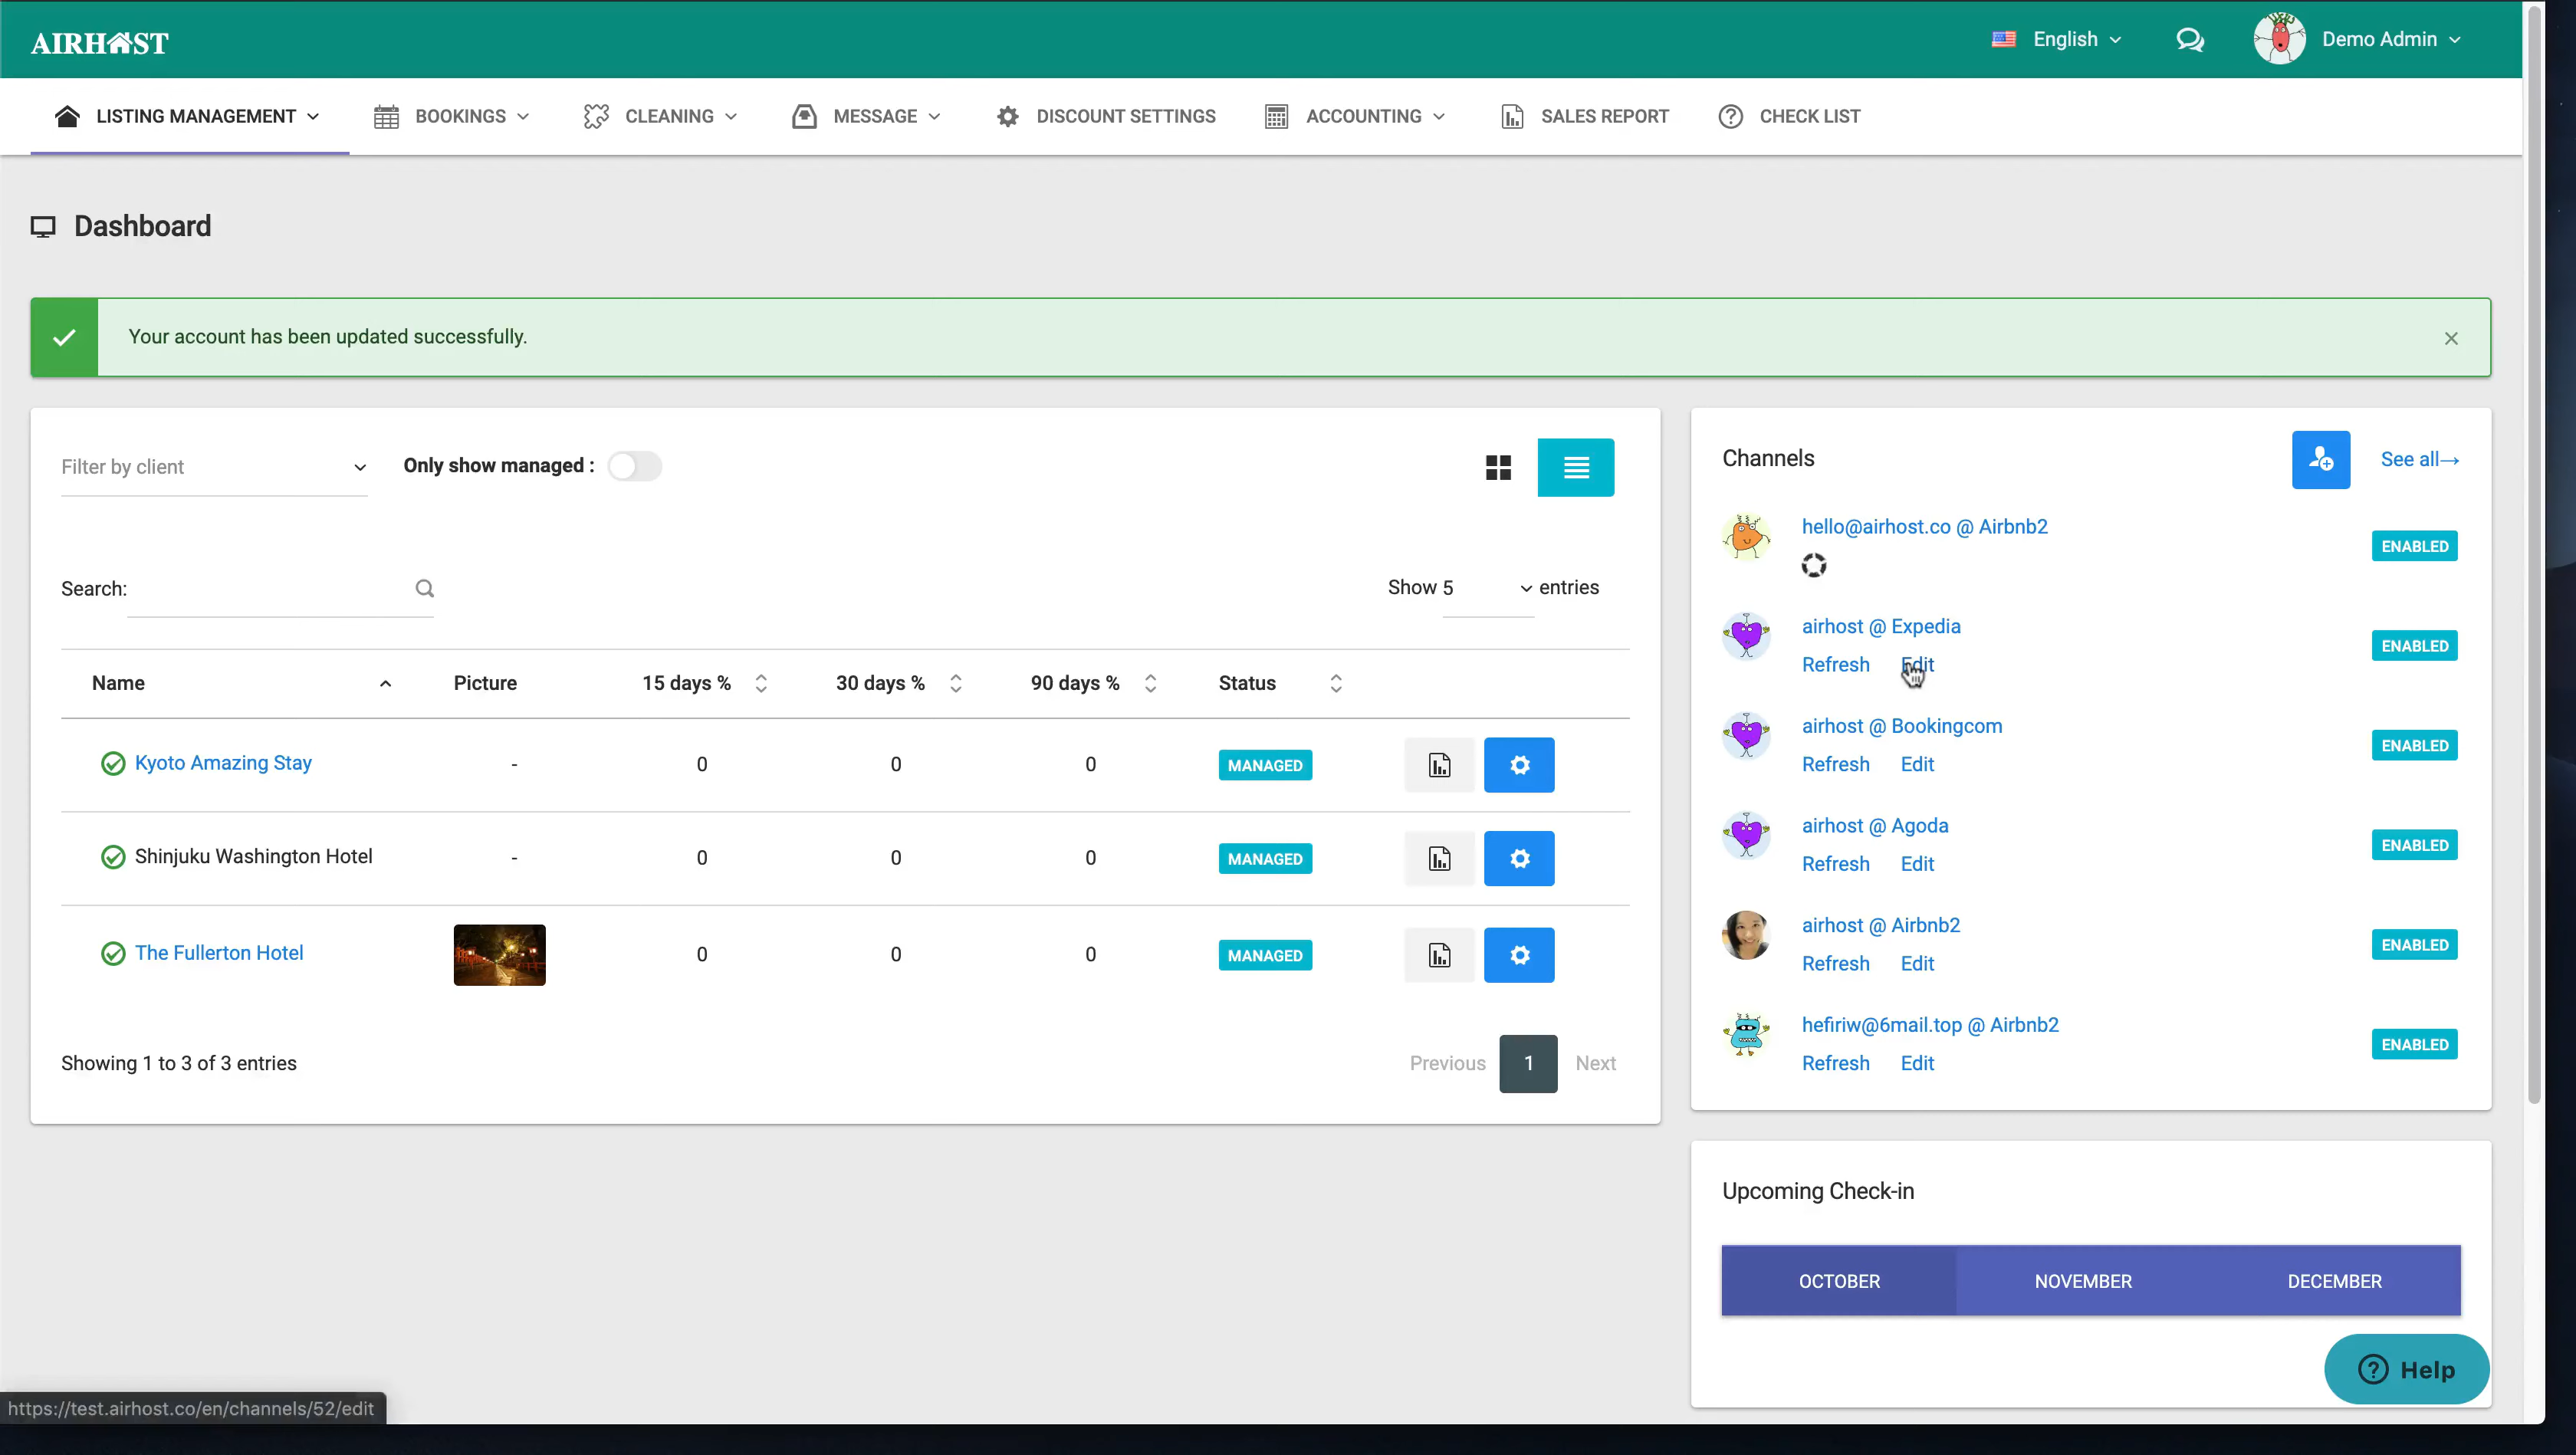 AIRHOST
English
Demo Admin
LISTING MANAGEMENT
BOOKINGS
CLEANING
MESSAGE
DISCOUNT SETTINGS
ACCOUNTING
SALES REPORT
CHECK LIST
Dashboard
Your account has been updated successfully.
Filter by client
Only show managed :
Search:
Show 5 entries
Name Picture 15 days % 30 days % 90 days % Status
Kyoto Amazing Stay - 0 0 0 MANAGED
Shinjuku Washington Hotel - 0 0 0 MANAGED
The Fullerton Hotel 0 0 0 MANAGED
Showing 1 to 3 of 3 entries
Previous 1 Next
Channels
See all→
hello@airhost.co @ Airbnb2
ENABLED
airhost @ Expedia
ENABLED
Refresh Edit
airhost @ Bookingcom
ENABLED
Refresh Edit
airhost @ Agoda
ENABLED
Refresh Edit
airhost @ Airbnb2
ENABLED
Refresh Edit
hefiriw@6mail.top @ Airbnb2
ENABLED
Refresh Edit
Upcoming Check-in
OCTOBER NOVEMBER DECEMBER
Help
https://test.airhost.co/en/channels/52/edit